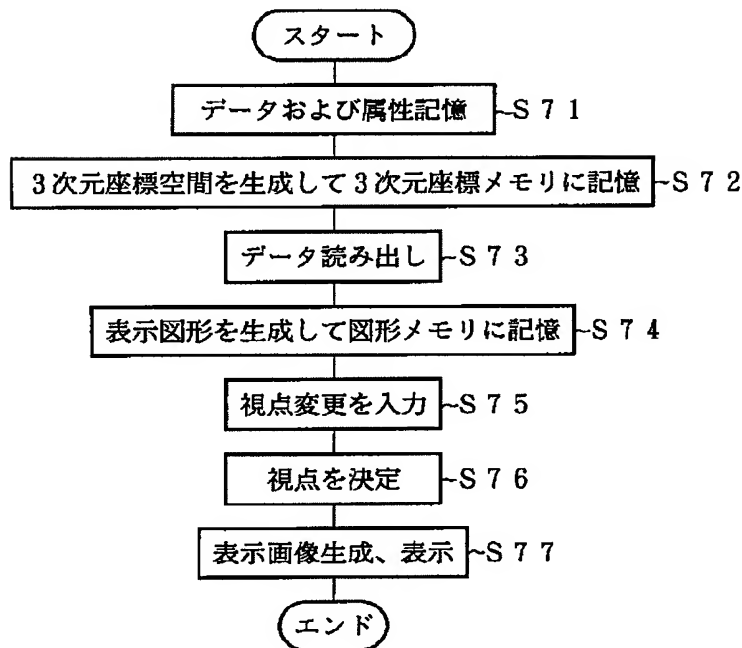 スタート
データおよび属性記憶 ~S71
3次元座標空間を生成して3次元座標メモリに記憶 ~S72
データ読み出し ~S73
表示図形を生成して図形メモリに記憶 ~S74
視点変更を入力 ~S75
視点を決定 ~S76
表示画像生成、表示 ~S77
エンド